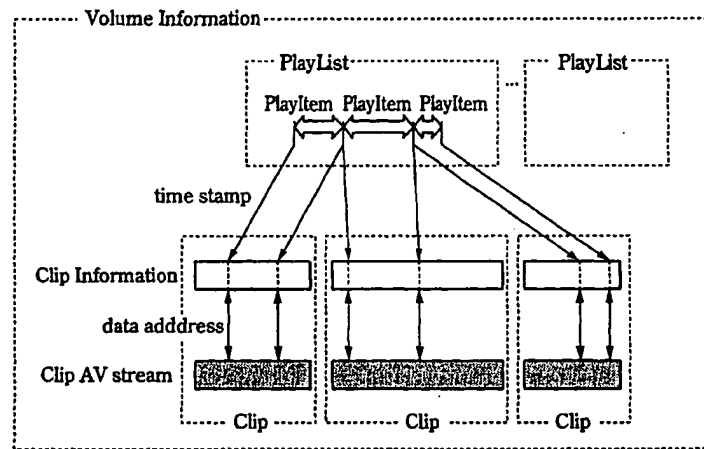 Volume Information
PlayList ... PlayList
PlayItem PlayItem PlayItem
time stamp
Clip Information
data adddress
Clip AV stream
Clip Clip Clip